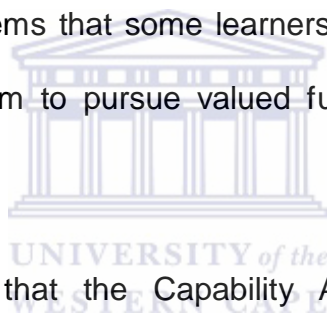 ems that some learners
m to pursue valued fu
UNIVERSITY of the
that the Capability A
WESTERN CAPE